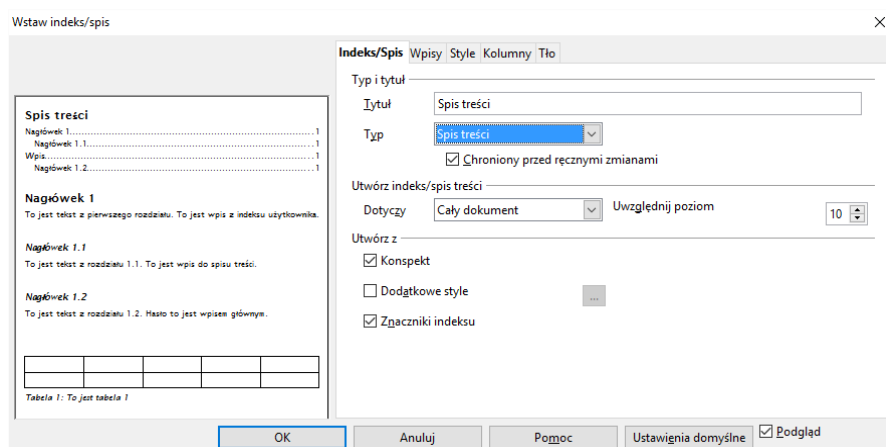 Wstaw indeks/spis
Indeks/Spis Wpisy Style Kolumny Tło
Typ i tytuł
Tytuł Spis treści
Typ Spis treści
Chroniony przed ręcznymi zmianami
Utwórz indeks/spis treści
Dotyczy Cały dokument Uwzględnij poziom 10
Utwórz z
Konspekt
Dodatkowe style ...
Znaczniki indeksu
Spis treści
Nagłówek 1........................1
Nagłówek 1.1........................1
Wpis........................1
Nagłówek 1.2........................1
Nagłówek 1
To jest tekst z pierwszego rozdziału. To jest wpis z indeksu użytkownika.
Nagłówek 1.1
To jest tekst z rozdziału 1.1. To jest wpis do spisu treści.
Nagłówek 1.2
To jest tekst z rozdziału 1.2. Hasło to jest wpisem głównym.
Tabela 1: To jest tabela 1
OK Anuluj Pomoc Ustawienia domyślne Podgląd